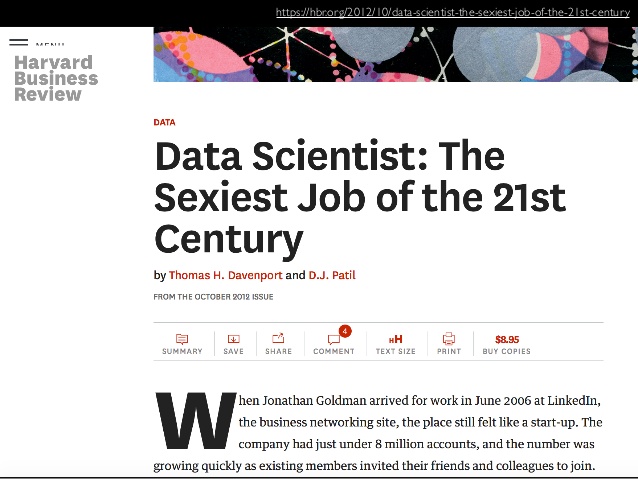 https://hbr.org/2012/10/data-scientist-the-sexiest-job-of-the-21st-century
MENU
Harvard
Business
Review
DATA
Data Scientist: The
Sexiest Job of the 21st
Century
by Thomas H. Davenport and D.J. Patil
FROM THE OCTOBER 2012 ISSUE
4
SUMMARY SAVE SHARE COMMENT HH TEXT SIZE PRINT $8.95 BUY COPIES
When Jonathan Goldman arrived for work in June 2006 at LinkedIn,
the business networking site, the place still felt like a start-up. The
company had just under 8 million accounts, and the number was
growing quickly as existing members invited their friends and colleagues to join.